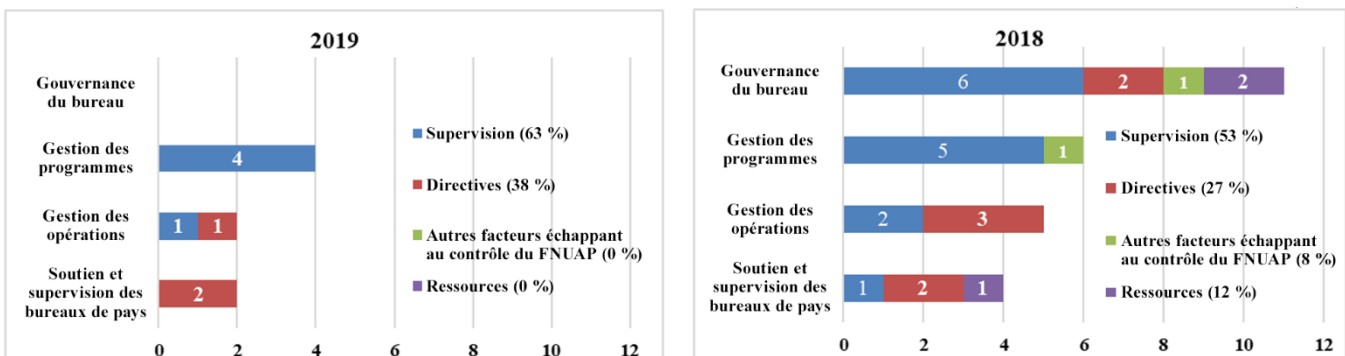 2019
Gouvernance
du bureau
Gestion des
programmes
4
Gestion des
opérations
1 1
Soutien et
supervision des
bureaux de pays
2
Supervision (63 %)
Directives (38 %)
Autres facteurs échappant
au contrôle du FNUAP (0 %)
Ressources (0 %)
0 2 4 6 8 10 12
2018
Gouvernance
du bureau
6 2 1 2
Gestion des
programmes
5 1
Gestion des
opérations
2 3
Soutien et
supervision des
bureaux de pays
1 2 1
Supervision (53 %)
Directives (27 %)
Autres facteurs échappant
au contrôle du FNUAP (8 %)
Ressources (12 %)
0 2 4 6 8 10 12